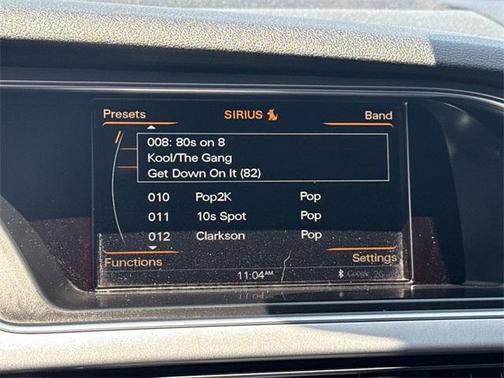 Presets SIRIUS Band
008: 80s on 8
Kool/The Gang
Get Down On It (82)
010 Pop2K Pop
011 10s Spot Pop
012 Clarkson Pop
Functions Settings
11:04AM Google